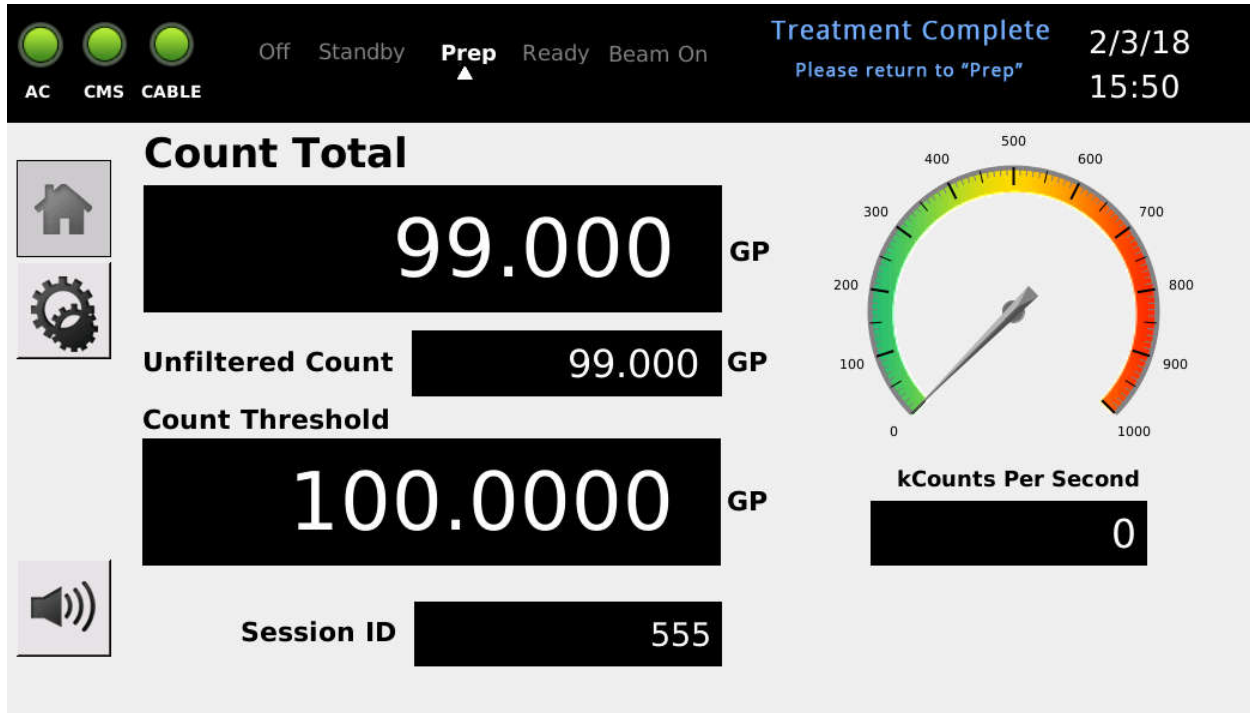 Off Standby Prep Ready Beam On
Treatment Complete
Please return to "Prep"
2/3/18
15:50
AC CMS CABLE
Count Total
99.000 GP
Unfiltered Count 99.000 GP
Count Threshold
100.0000 GP
Session ID 555
0
100
200
300
400
500
600
700
800
900
1000
kCounts Per Second
0